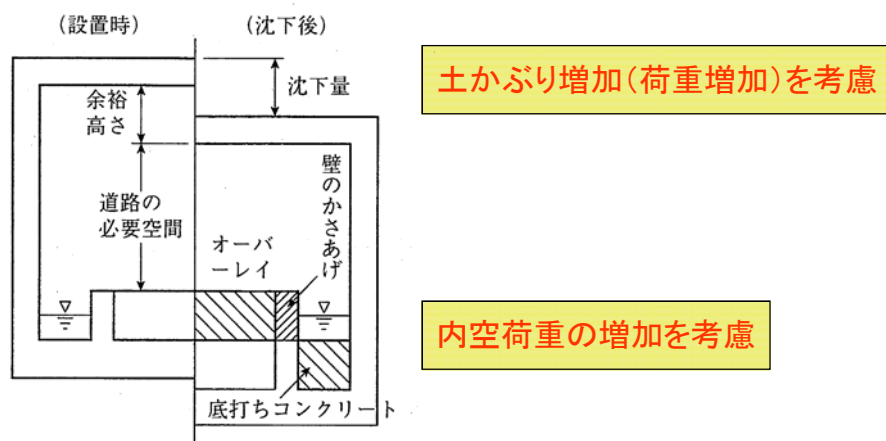 (設置時)
(沈下後)
土かぶり増加(荷重増加)を考慮
沈下量
余裕
高さ
壁のかさあげ
道路の
必要空間
オーバ
ーレイ
内空荷重の増加を考慮
底打ちコンクリート